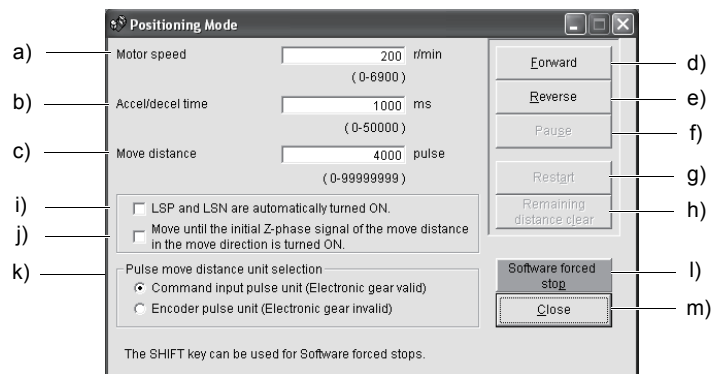 Positioning Mode
a) Motor speed 200 r/min
(0-6900)
b) Accel/decel time 1000 ms
(0-50000)
c) Move distance 4000 pulse
(0-99999999)
Forward d)
Reverse e)
Pause f)
Restart g)
Remaining
distance clear h)
i) LSP and LSN are automatically turned ON.
j) Move until the initial Z-phase signal of the move distance
in the move direction is turned ON.
k) Pulse move distance unit selection
Command input pulse unit (Electronic gear valid)
Encoder pulse unit (Electronic gear invalid)
Software forced
stop l)
Close m)
The SHIFT key can be used for Software forced stops.